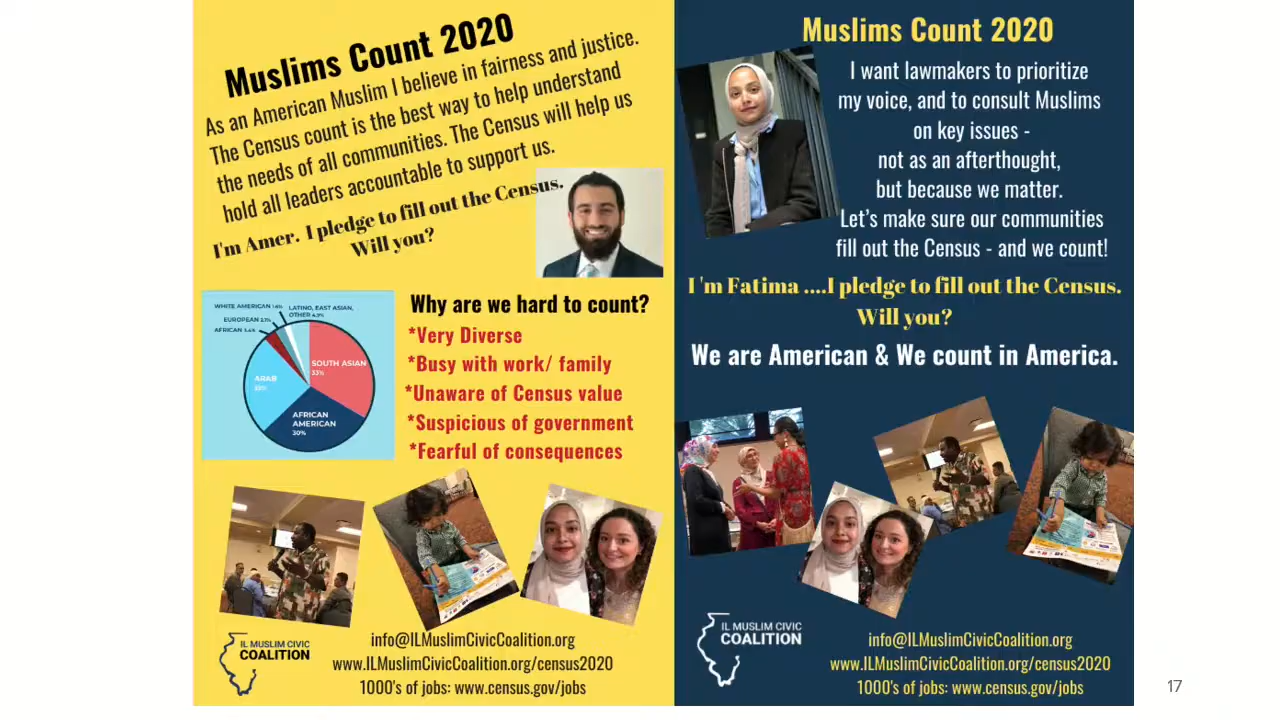 Muslims Count 2020
As an American Muslim I believe in fairness and justice.
The Census count is the best way to help understand
the needs of all communities. The Census will help us
hold all leaders accountable to support us.
I'm Amer. I pledge to fill out the Census.
Will you?
WHITE AMERICAN 1.6%
LATINO, EAST ASIAN,
OTHER 4.3%
EUROPEAN 2.1%
AFRICAN 3.4%
SOUTH ASIAN
33%
ARAB
AFRICAN
AMERICAN
30%
Why are we hard to count?
*Very Diverse
*Busy with work/ family
*Unaware of Census value
*Suspicious of government
*Fearful of consequences
IL MUSLIM CIVIC
COALITION
info@ILMuslimCivicCoalition.org
www.ILMuslimCivicCoalition.org/census2020
1000's of jobs: www.census.gov/jobs
Muslims Count 2020
I want lawmakers to prioritize
my voice, and to consult Muslims
on key issues -
not as an afterthought,
but because we matter.
Let's make sure our communities
fill out the Census - and we count!
I 'm Fatima ....I pledge to fill out the Census.
Will you?
We are American & We count in America.
IL MUSLIM CIVIC
COALITION
info@ILMuslimCivicCoalition.org
www.ILMuslimCivicCoalition.org/census2020
1000's of jobs: www.census.gov/jobs
17